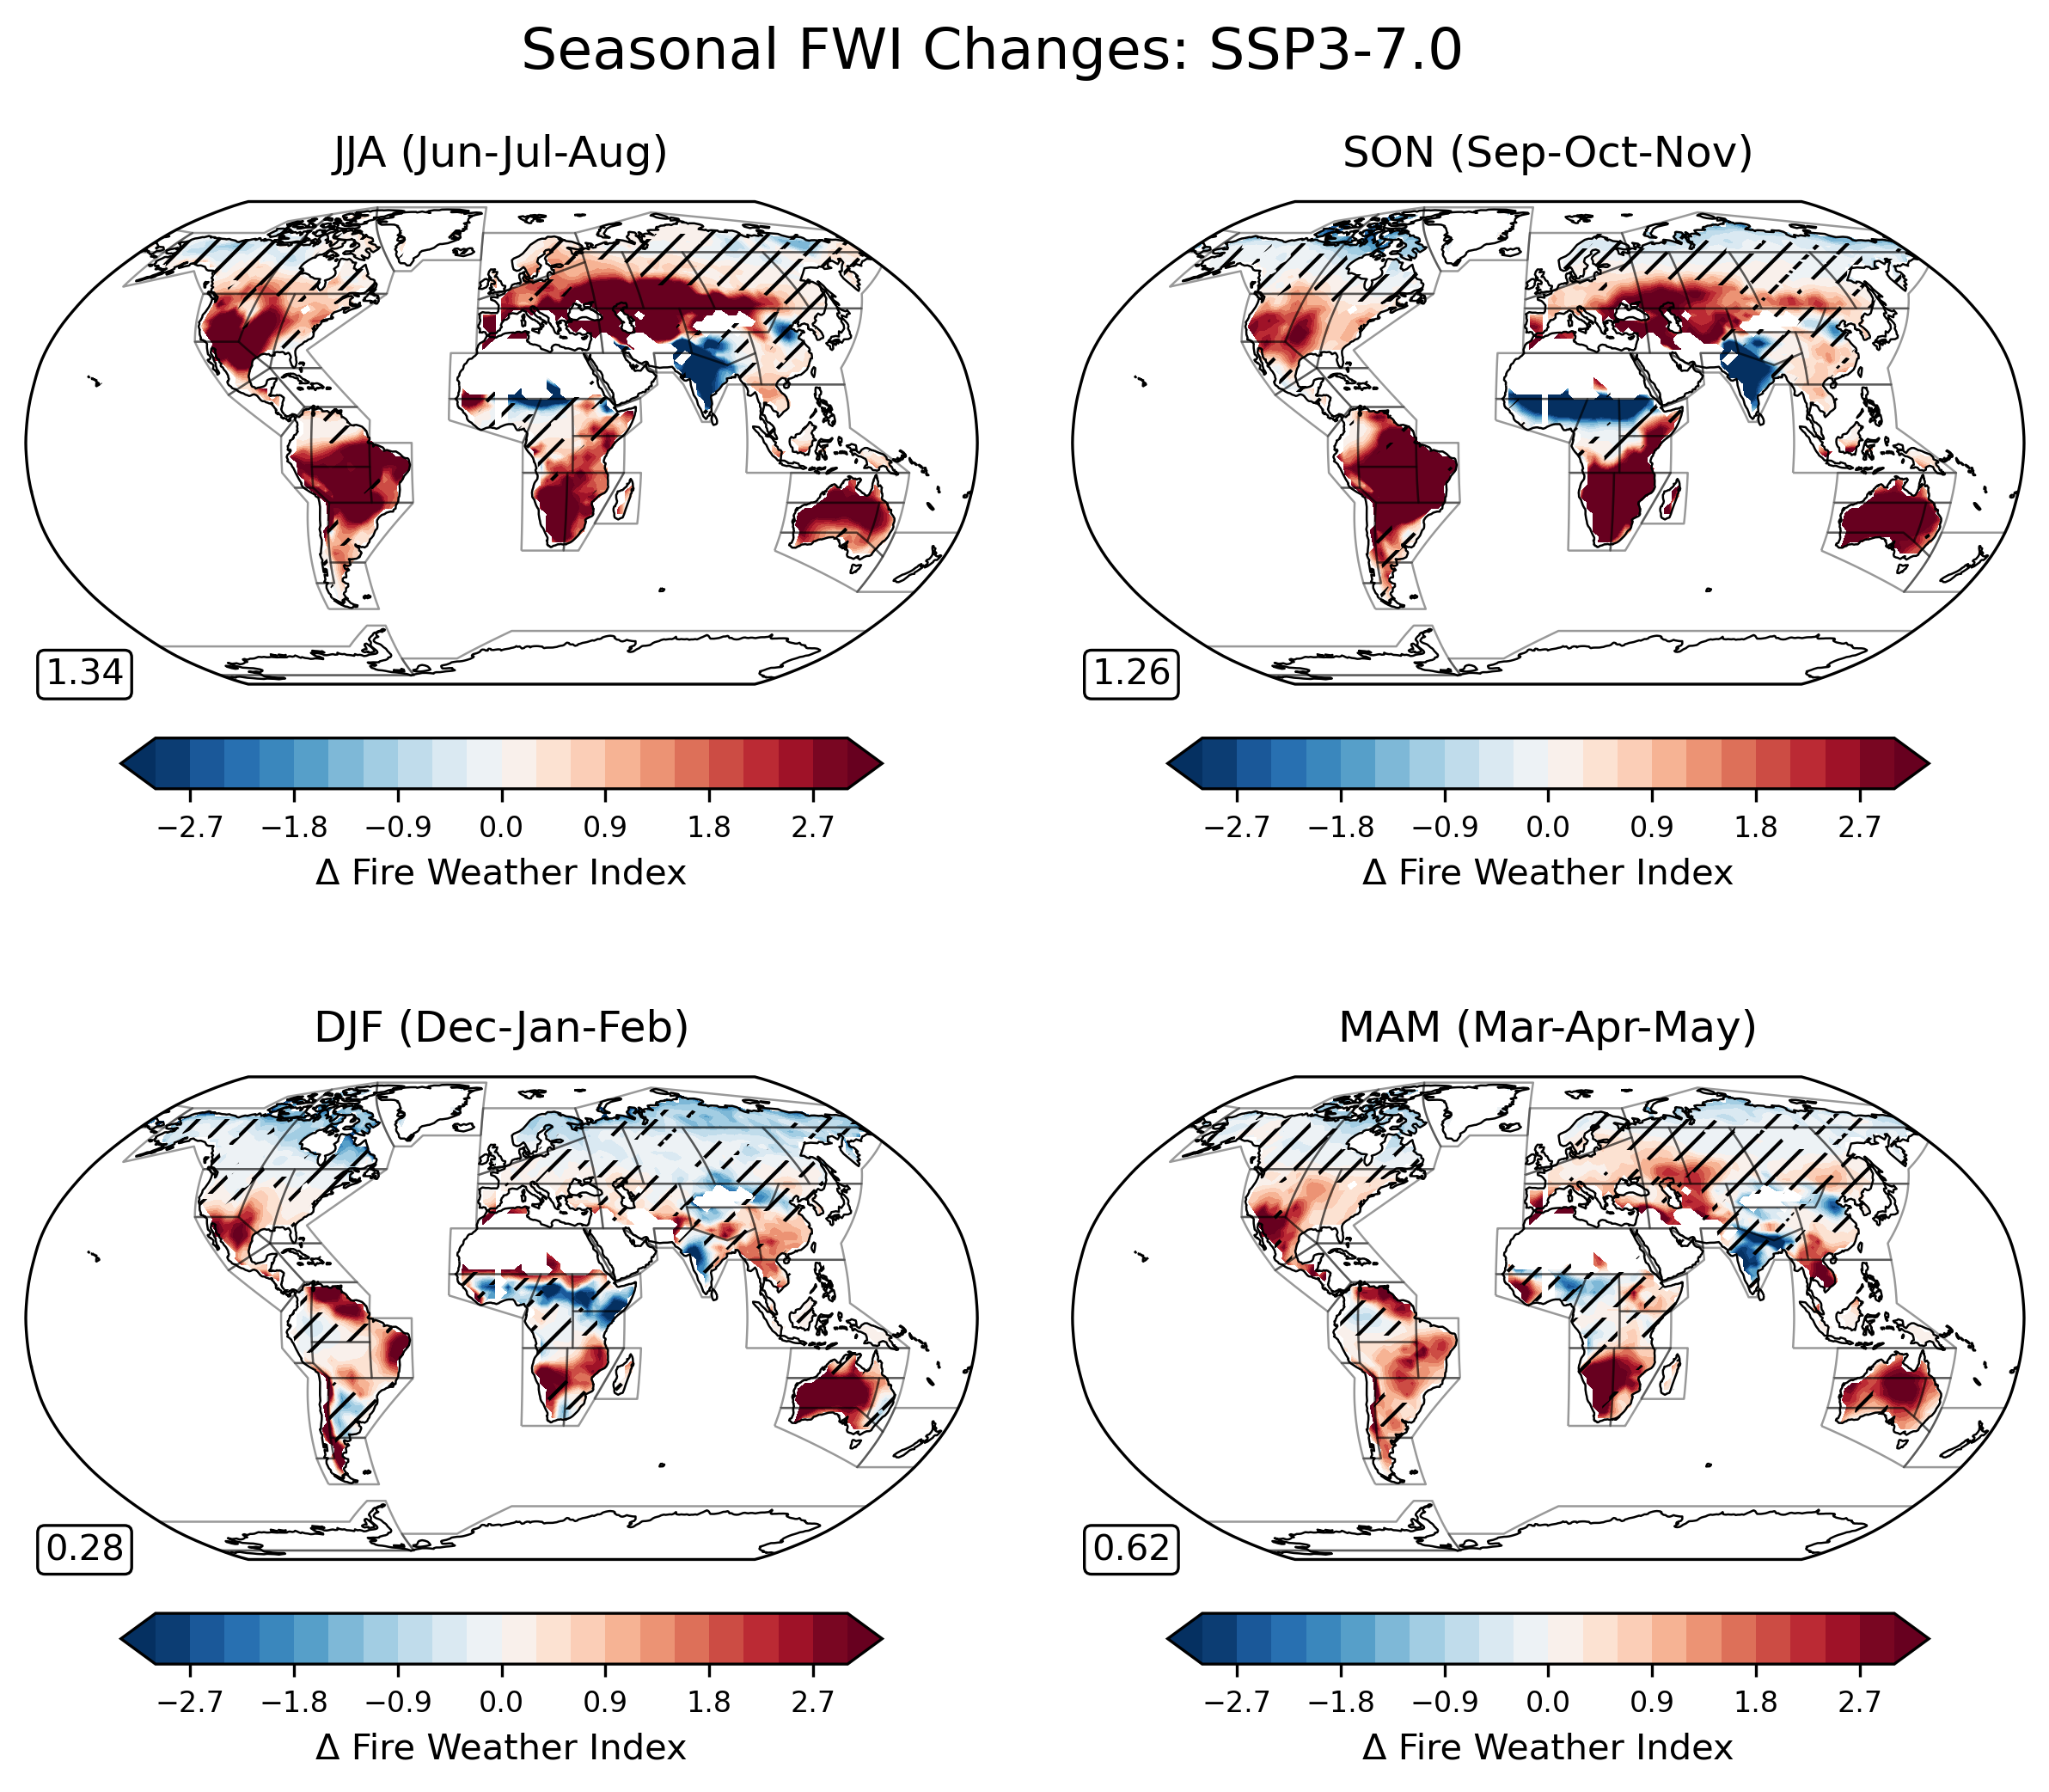 Seasonal FWI Changes: SSP3-7.0
JJA (Jun-Jul-Aug)
SON (Sep-Oct-Nov)
1.34
1.26
−2.7 −1.8 −0.9 0.0 0.9 1.8 2.7
−2.7 −1.8 −0.9 0.0 0.9 1.8 2.7
Δ Fire Weather Index
Δ Fire Weather Index
DJF (Dec-Jan-Feb)
MAM (Mar-Apr-May)
0.28
0.62
−2.7 −1.8 −0.9 0.0 0.9 1.8 2.7
−2.7 −1.8 −0.9 0.0 0.9 1.8 2.7
Δ Fire Weather Index
Δ Fire Weather Index